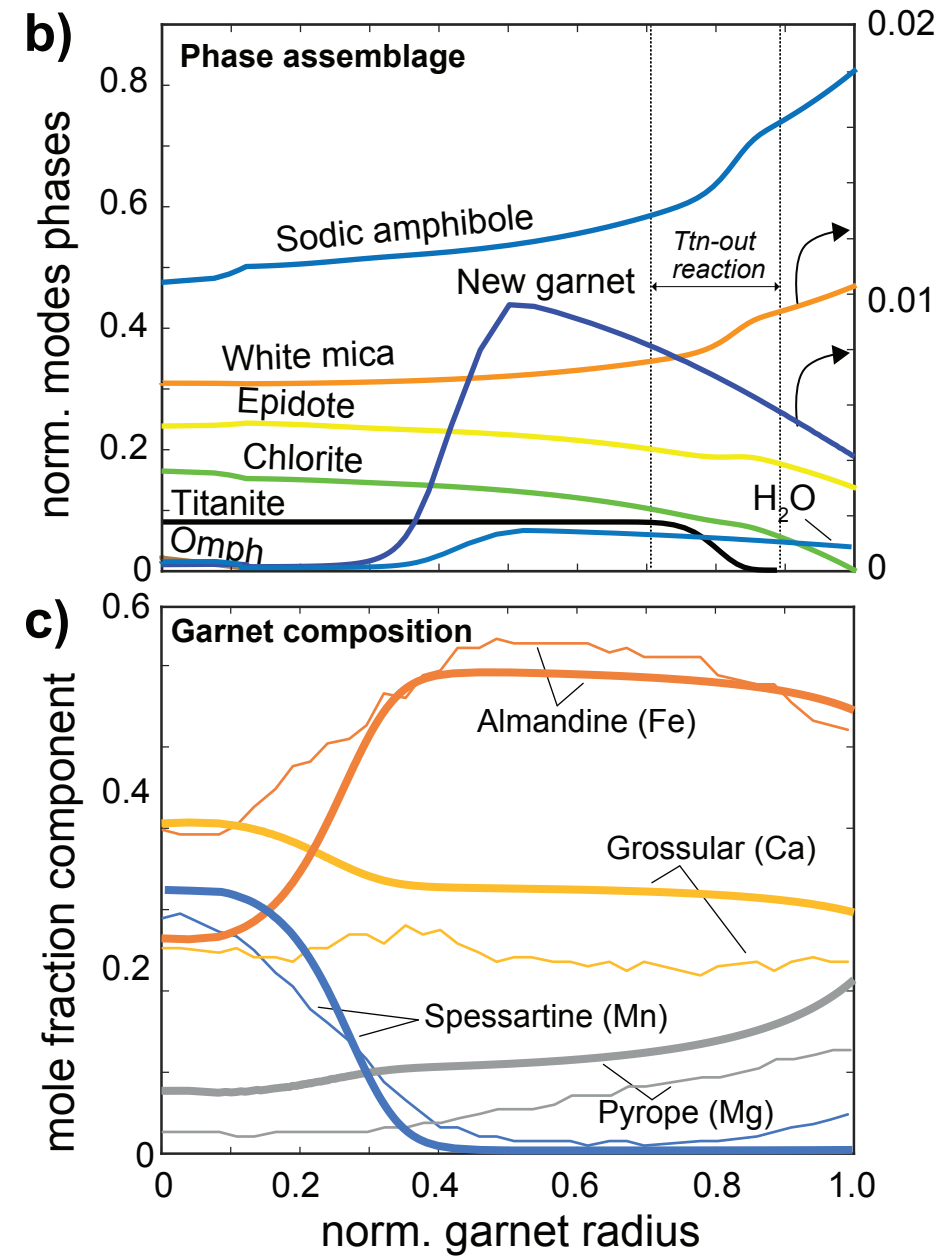 b)
Phase assemblage
norm. modes phases
0.8
0.6
0.4
0.2
0
0.02
0.01
0
Sodic amphibole
Ttn-out
reaction
New garnet
White mica
Epidote
Chlorite
Titanite
H2O
Omph
c)
Garnet composition
mole fraction component
0.6
0.4
0.2
0
Almandine (Fe)
Grossular (Ca)
Spessartine (Mn)
Pyrope (Mg)
0 0.2 0.4 0.6 0.8 1.0
norm. garnet radius